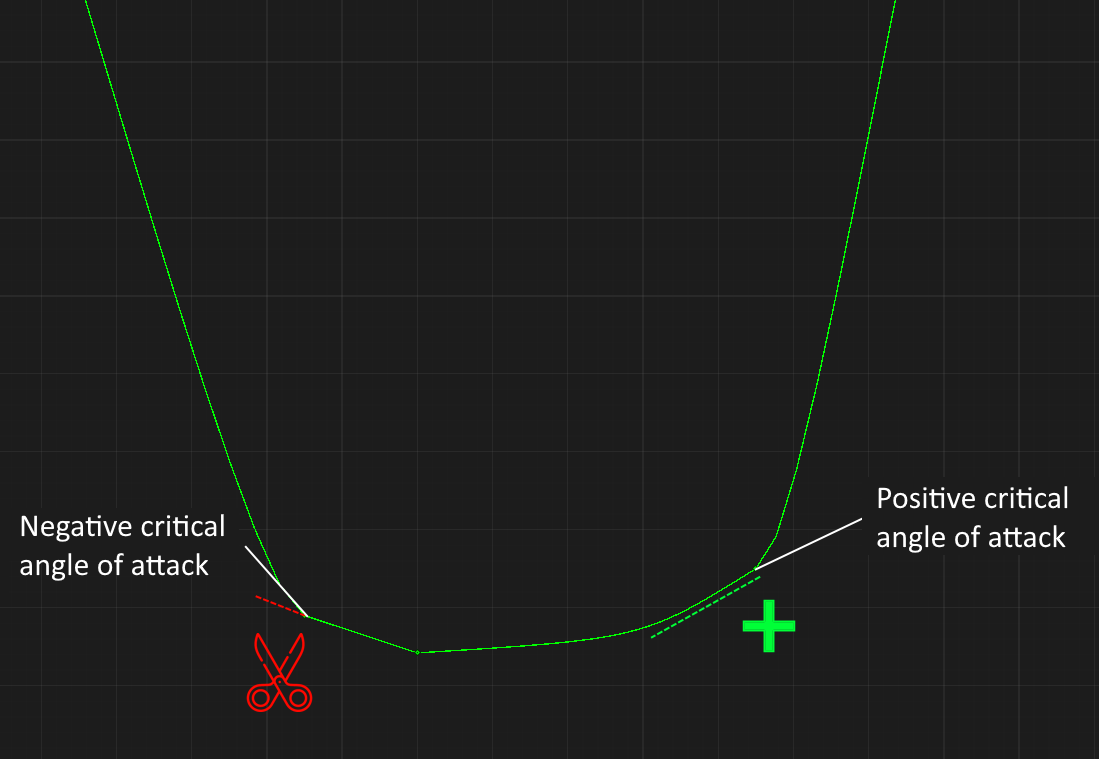 Positive critical
angle of attack
Negative critical
angle of attack